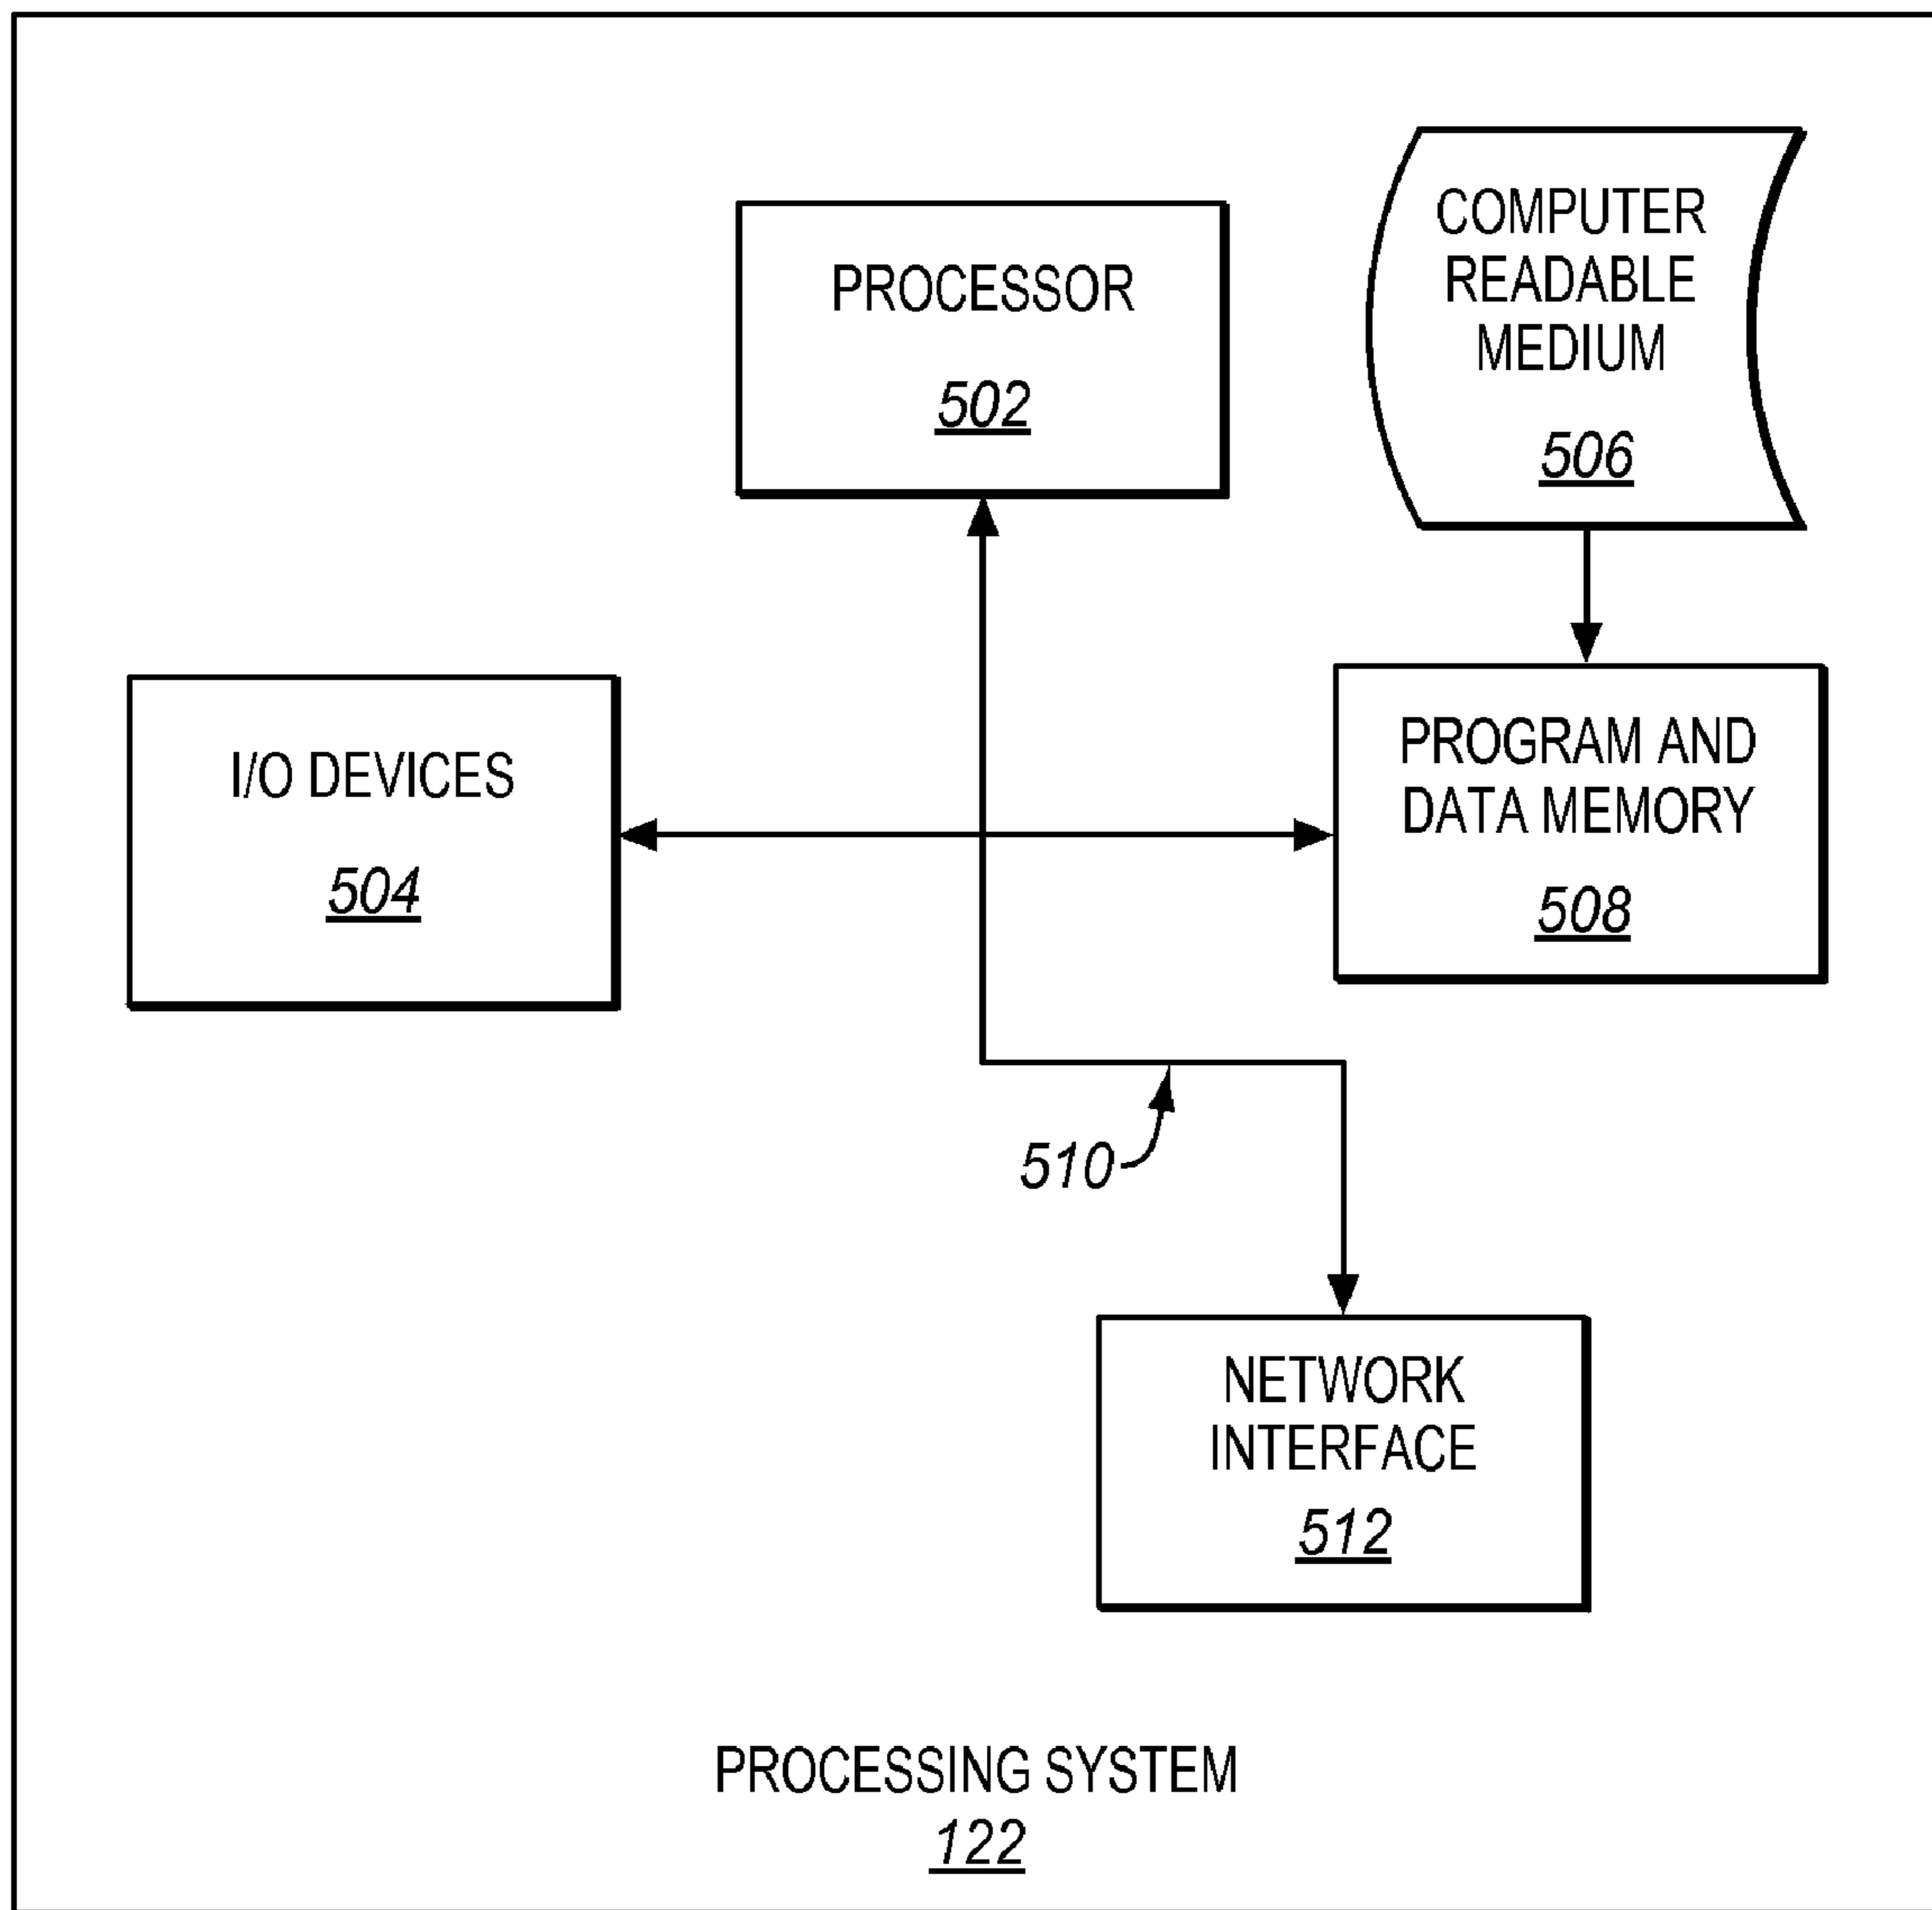 PROCESSOR
502
COMPUTER
READABLE
MEDIUM
506
I/O DEVICES
504
PROGRAM AND
DATA MEMORY
508
510
NETWORK
INTERFACE
512
PROCESSING SYSTEM
122